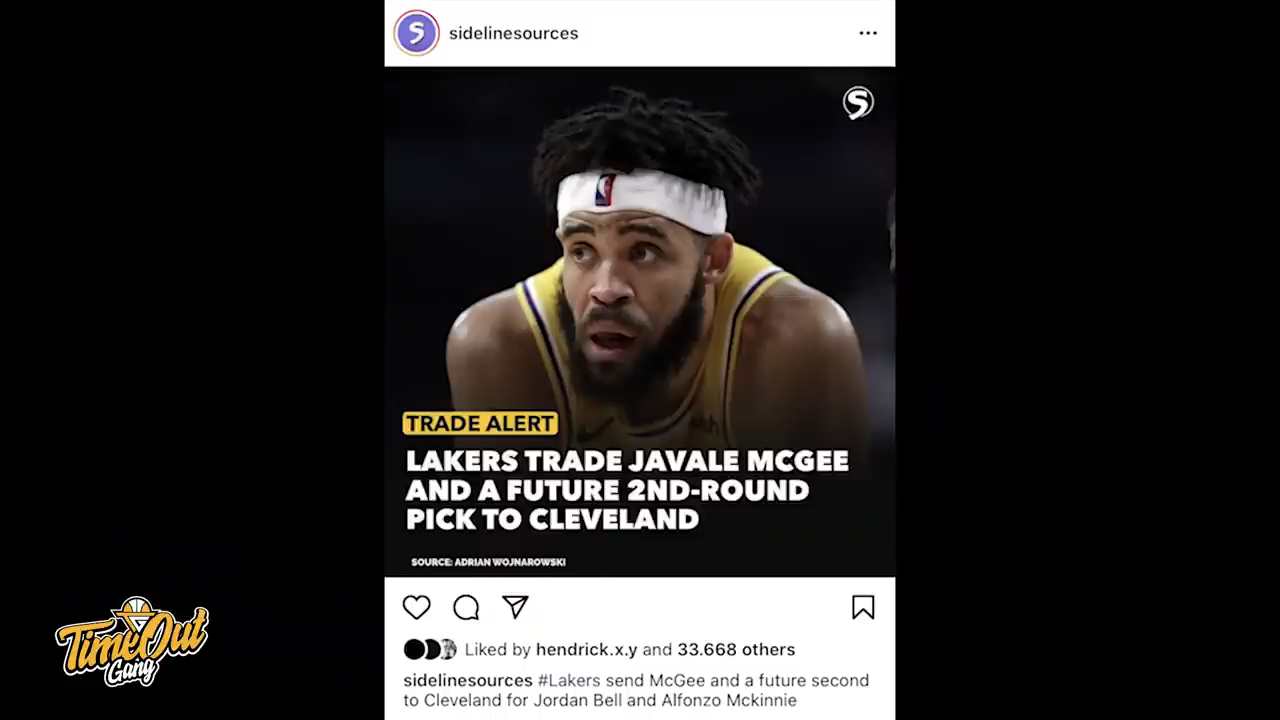 sidelinesources
TRADE ALERT
LAKERS TRADE JAVALE MCGEE
AND A FUTURE 2ND-ROUND
PICK TO CLEVELAND
SOURCE: ADRIAN WOJNAROWSKI
Liked by hendrick.x.y and 33.668 others
sidelinesources #Lakers send McGee and a future second
to Cleveland for Jordan Bell and Alfonzo Mckinnie
TimeOut
Gang